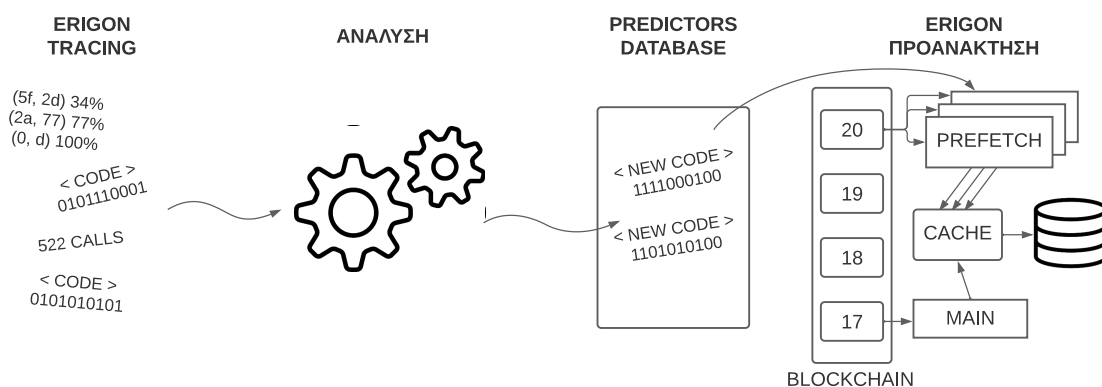 ERIGON
TRACING
(5f, 2d) 34%
(2a, 77) 77%
(0, d) 100%
< CODE >
0101110001
522 CALLS
< CODE >
0101010101
ΑΝΑΛΥΣΗ
PREDICTORS
DATABASE
< NEW CODE >
1111000100
< NEW CODE >
1101010100
ERIGON
ΠΡΟΑΝΑΚΤΗΣΗ
20
19
18
17
BLOCKCHAIN
PREFETCH
CACHE
MAIN